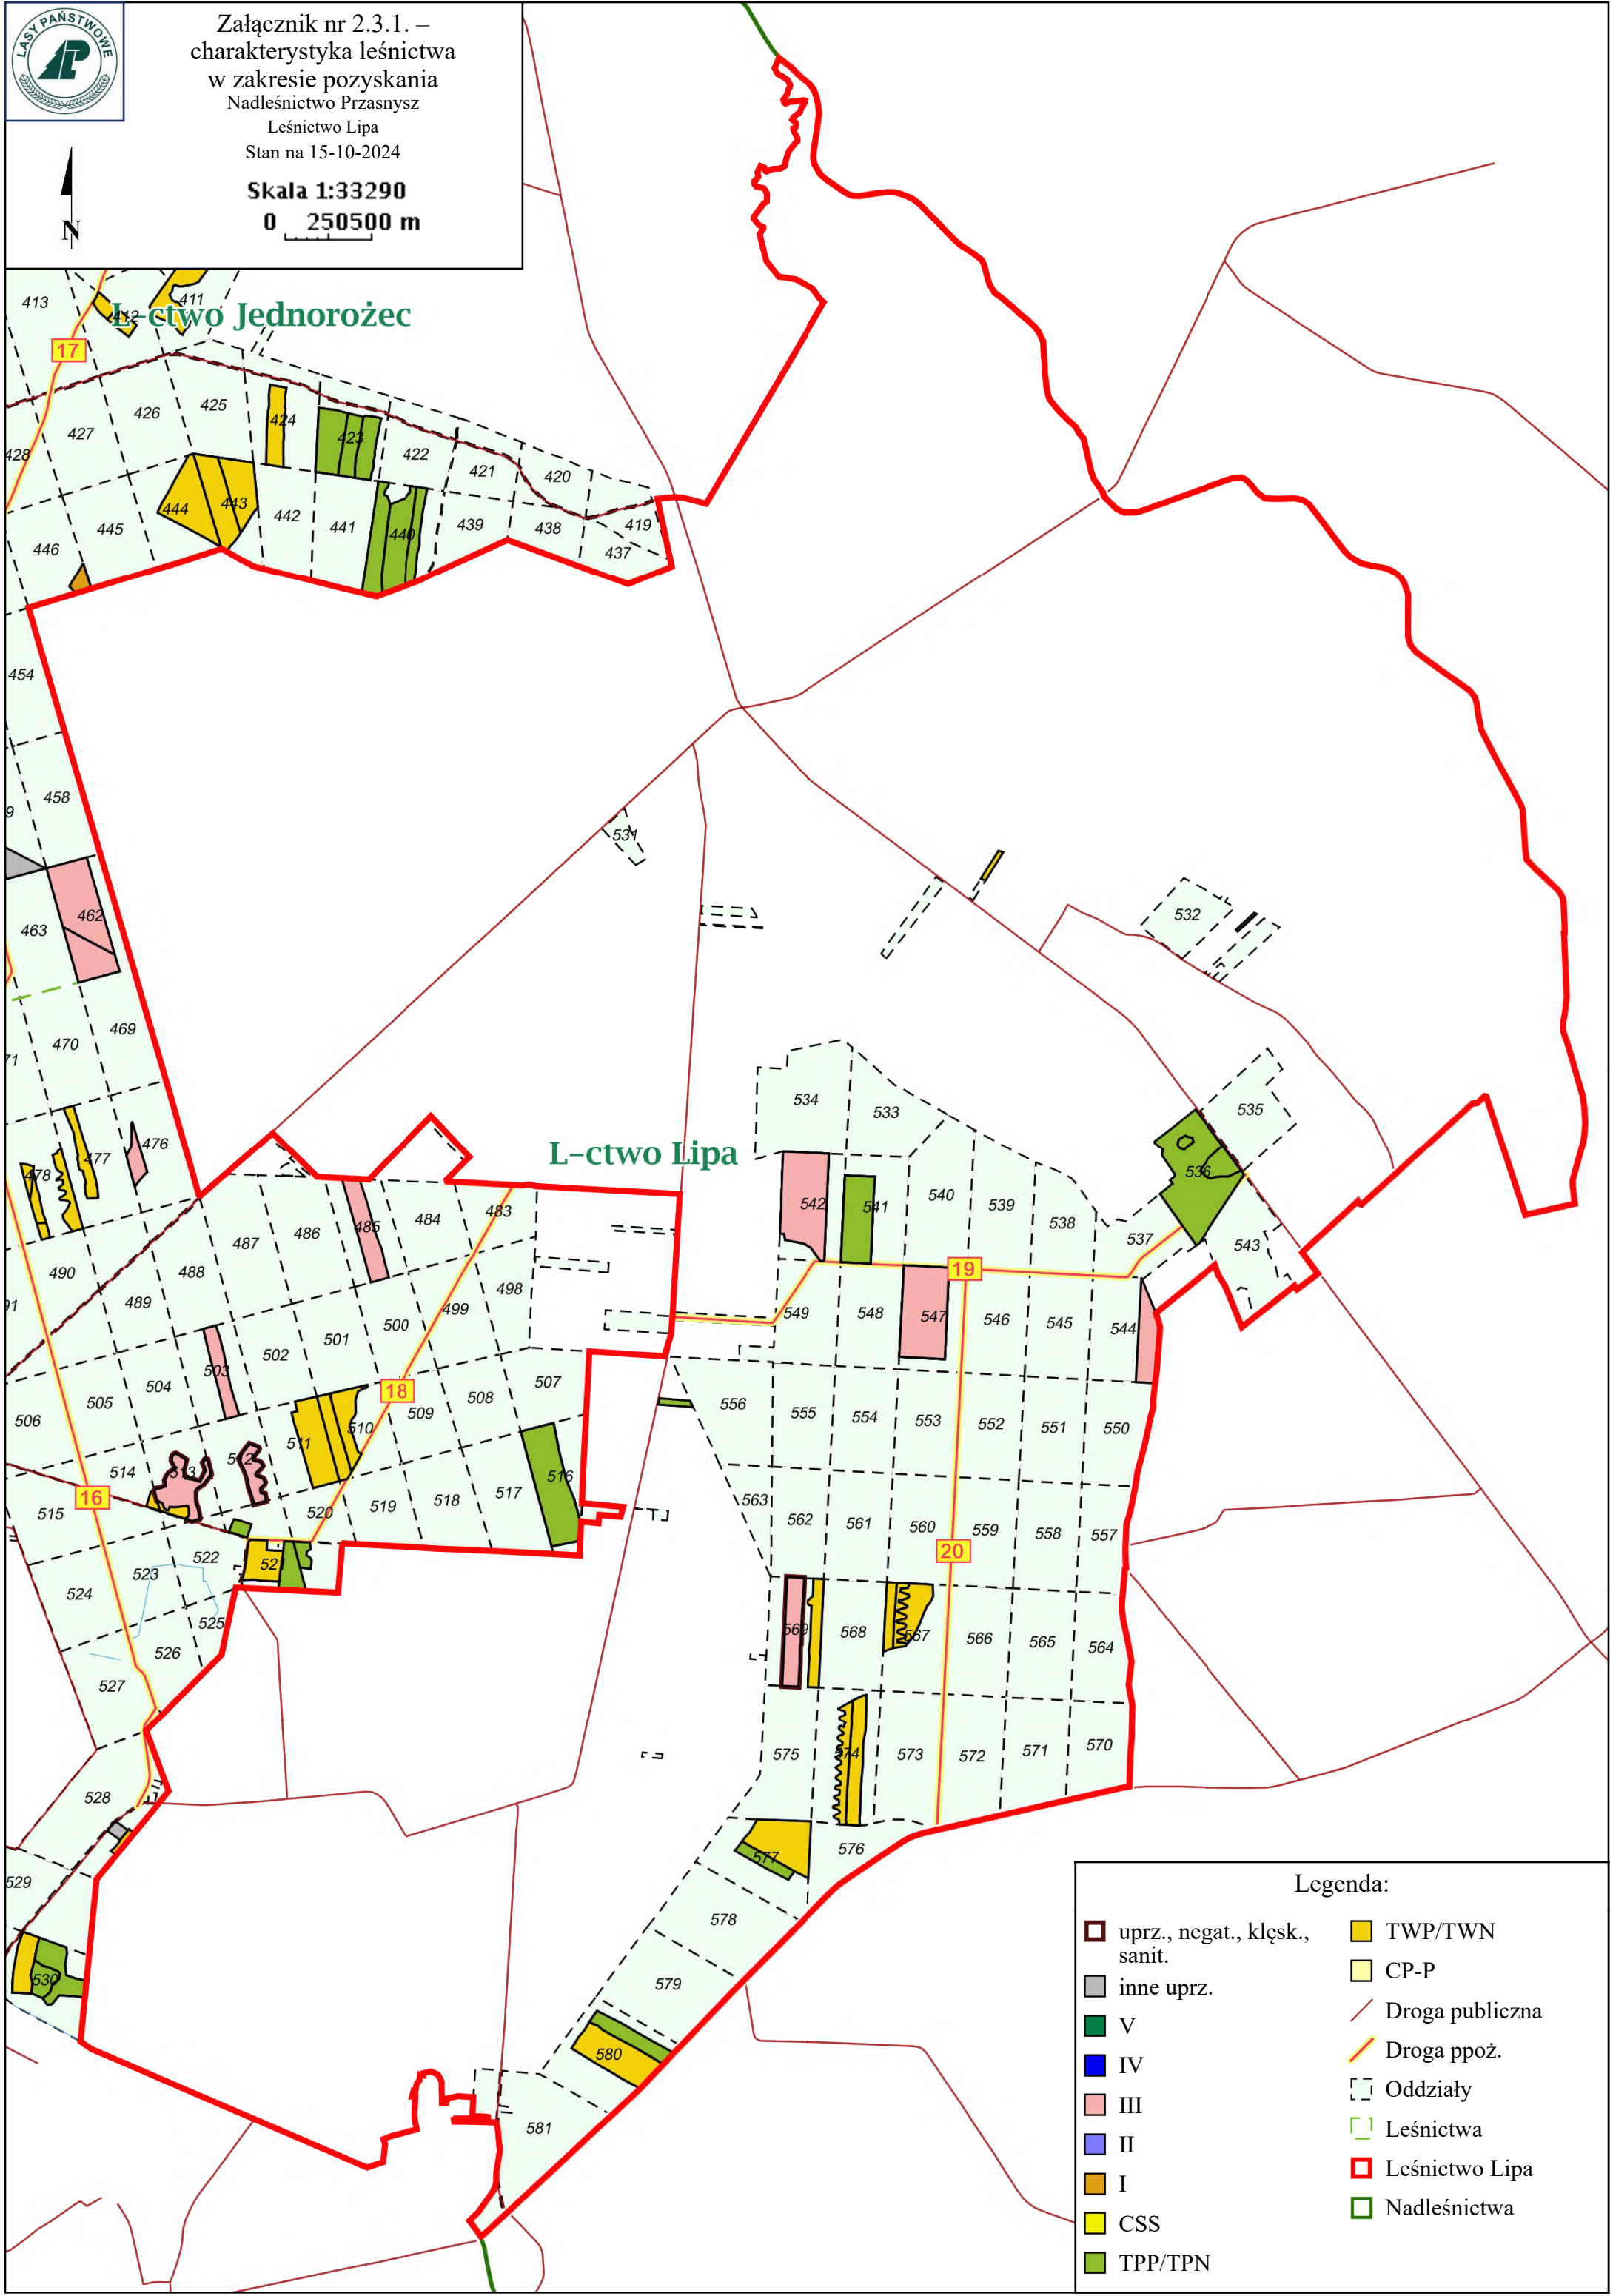 LASY PAŃSTWOWE
Załącznik nr 2.3.1. –
charakterystyka leśnictwa
w zakresie pozyskania
Nadleśnictwo Przasnysz
Leśnictwo Lipa
Stan na 15-10-2024
Skala 1:33290
0 250500 m
N
413 412 411
L-ctwo Jednorożec
17
428 427 426 425 424 423 422 421 420
446 445 444 443 442 441 440 439 438 437 419
454
458
531
463 462
532
470 469
534 533 535
476 477 478
L-ctwo Lipa
536
542 541 540 539 538 537 543
487 486 485 484 483
490 489 488
19
549 548 547 546 545 544
502 501 500 499 498
506 505 504 503
18
510 509 508 507
556 555 554 553 552 551 550
514 513 511
516
16
515 520 519 518 517
563 562 561 560 559 558 557
20
524 523 522
525 526 527
569 568 567 566 565 564
575 574 573 572 571 570
528
529
577 576
578
530
579
580
581
Legenda:
uprz., negat., klęsk.,
sanit.
inne uprz.
V
IV
III
II
I
CSS
TPP/TPN
TWP/TWN
CP-P
Droga publiczna
Droga ppoż.
Oddziały
Leśnictwa
Leśnictwo Lipa
Nadleśnictwa